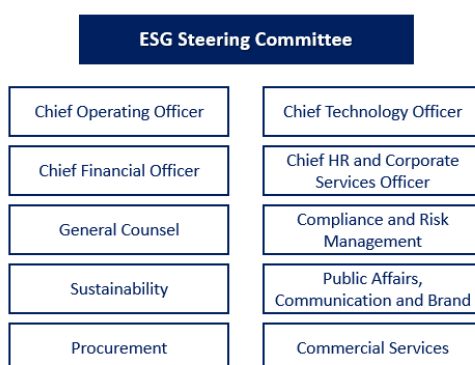 ESG Steering Committee
Chief Operating Officer
Chief Technology Officer
Chief Financial Officer
Chief HR and Corporate
Services Officer
General Counsel
Compliance and Risk
Management
Sustainability
Public Affairs,
Communication and Brand
Procurement
Commercial Services